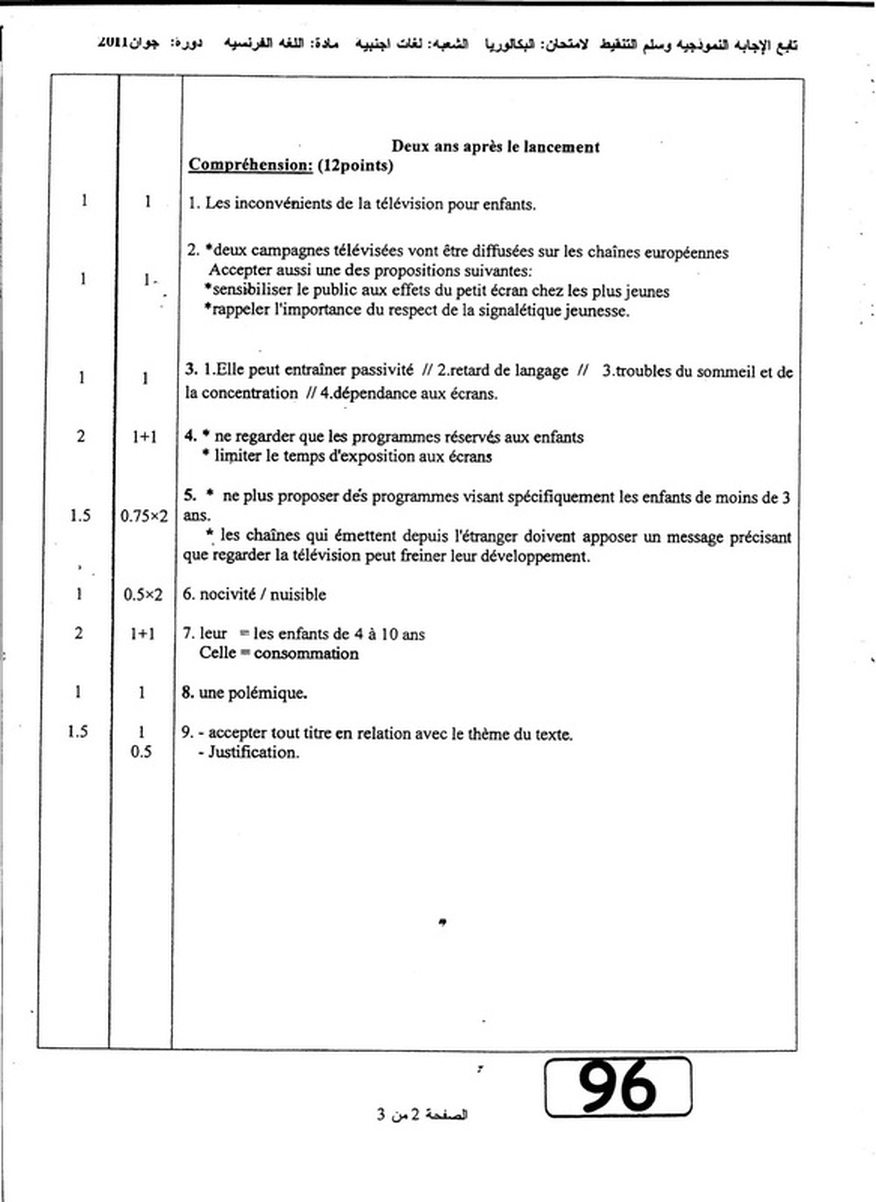 تابع الإجابة النموذجية وسلم التنقيط لامتحان: البكالوريا الشعبة: لغات اجنبية مادة: اللغة الفرنسية دورة: جوان2011
Deux ans après le lancement
Compréhension: (12points)
1 1 1. Les inconvénients de la télévision pour enfants.
2. *deux campagnes télévisées vont être diffusées sur les chaînes européennes
Accepter aussi une des propositions suivantes:
1 1 *sensibiliser le public aux effets du petit écran chez les plus jeunes
*rappeler l'importance du respect de la signalétique jeunesse.
1 1 3. 1.Elle peut entraîner passivité // 2.retard de langage // 3.troubles du sommeil et de
la concentration // 4.dépendance aux écrans.
2 1+1 4. * ne regarder que les programmes réservés aux enfants
* limiter le temps d'exposition aux écrans
5. * ne plus proposer des programmes visant spécifiquement les enfants de moins de 3
1.5 0.75×2 ans.
* les chaînes qui émettent depuis l'étranger doivent apposer un message précisant
que regarder la télévision peut freiner leur développement.
1 0.5×2 6. nocivité / nuisible
2 1+1 7. leur = les enfants de 4 à 10 ans
Celle = consommation
1 1 8. une polémique.
1.5 1 9. - accepter tout titre en relation avec le thème du texte.
0.5 - Justification.
96
الصفحة 2 من 3